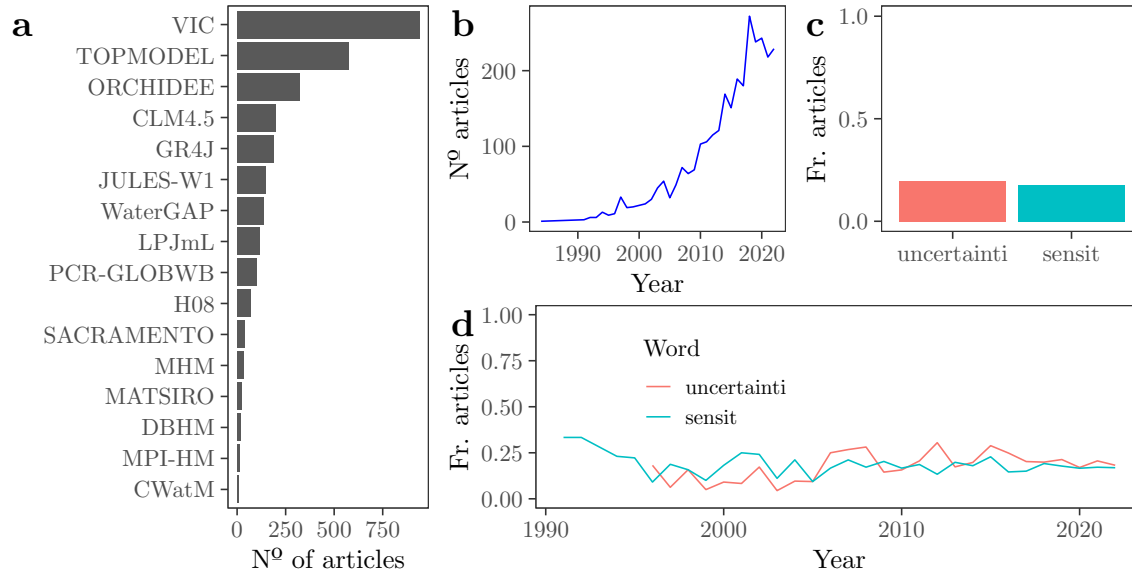 a
VIC
TOPMODEL
ORCHIDEE
CLM4.5
GR4J
JULES-W1
WaterGAP
LPJmL
PCR-GLOBWB
H08
SACRAMENTO
MHM
MATSIRO
DBHM
MPI-HM
CWatM
0 250 500 750
Nº of articles
b
Nº articles
200
100
0
1990 2000 2010 2020
Year
c
Fr. articles
1.0
0.5
0.0
uncertainti sensit
d
Fr. articles
1.00
0.75
0.50
0.25
0.00
Word
uncertainti
sensit
1990 2000 2010 2020
Year